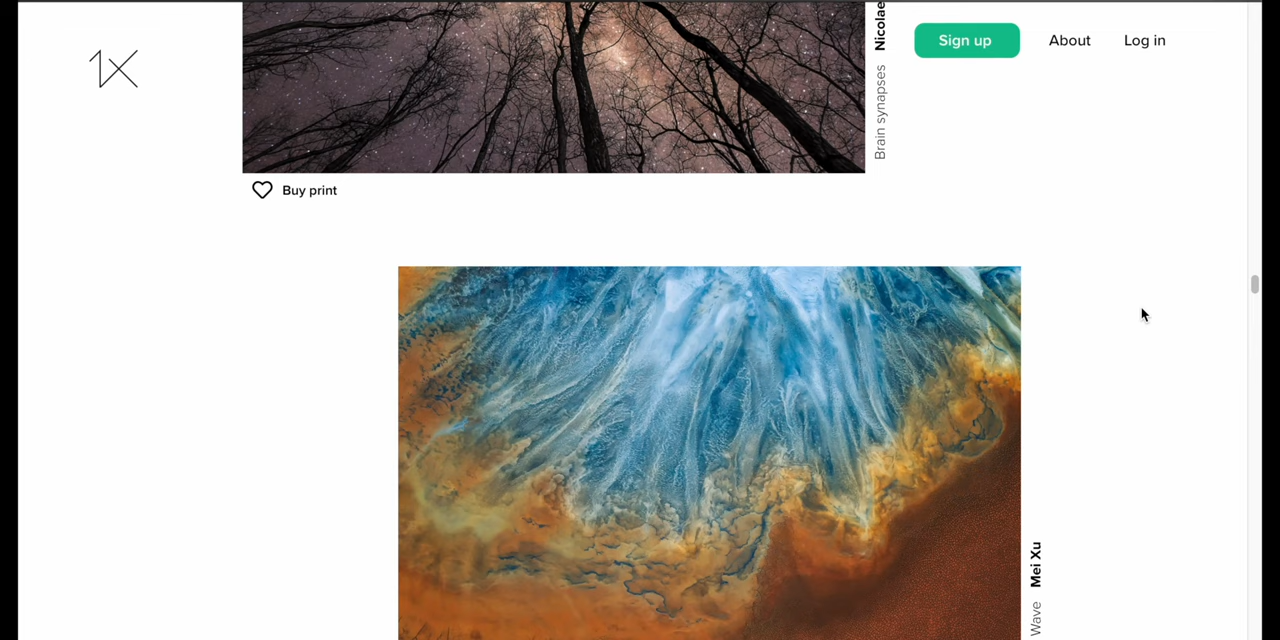 1X
Brain synapses Nicolae
Sign up
About
Log in
Buy print
Wave Mei Xu